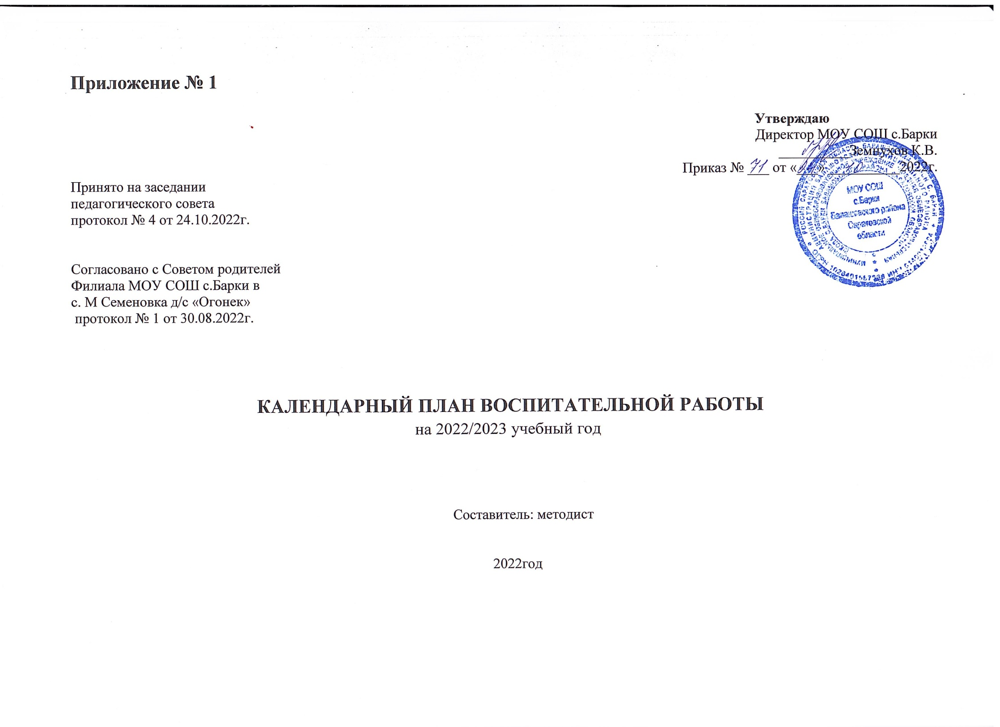 Приложение № 1
Утверждаю
Директор МОУ СОШ с.Барки
Земнухов К.В.
Приказ № 71 от « » 10 2022г.
Принято на заседании
педагогического совета
протокол № 4 от 24.10.2022г.
МОУ СОШ
с.Барки
Балашовского района
Саратовской
области
Согласовано с Советом родителей
Филиала МОУ СОШ с.Барки в
с. М Семеновка д/с «Огонек»
протокол № 1 от 30.08.2022г.
КАЛЕНДАРНЫЙ ПЛАН ВОСПИТАТЕЛЬНОЙ РАБОТЫ
на 2022/2023 учебный год
Составитель: методист
2022год